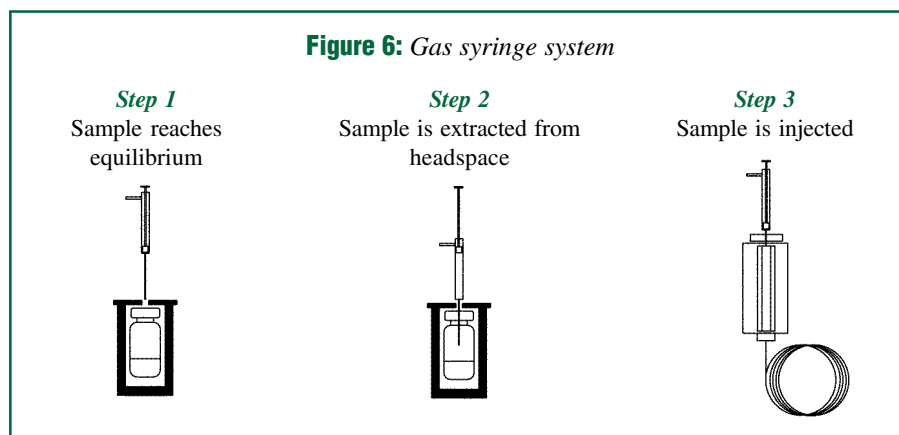 Figure 6: Gas syringe system
Step 1
Sample reaches
equilibrium
Step 2
Sample is extracted from
headspace
Step 3
Sample is injected